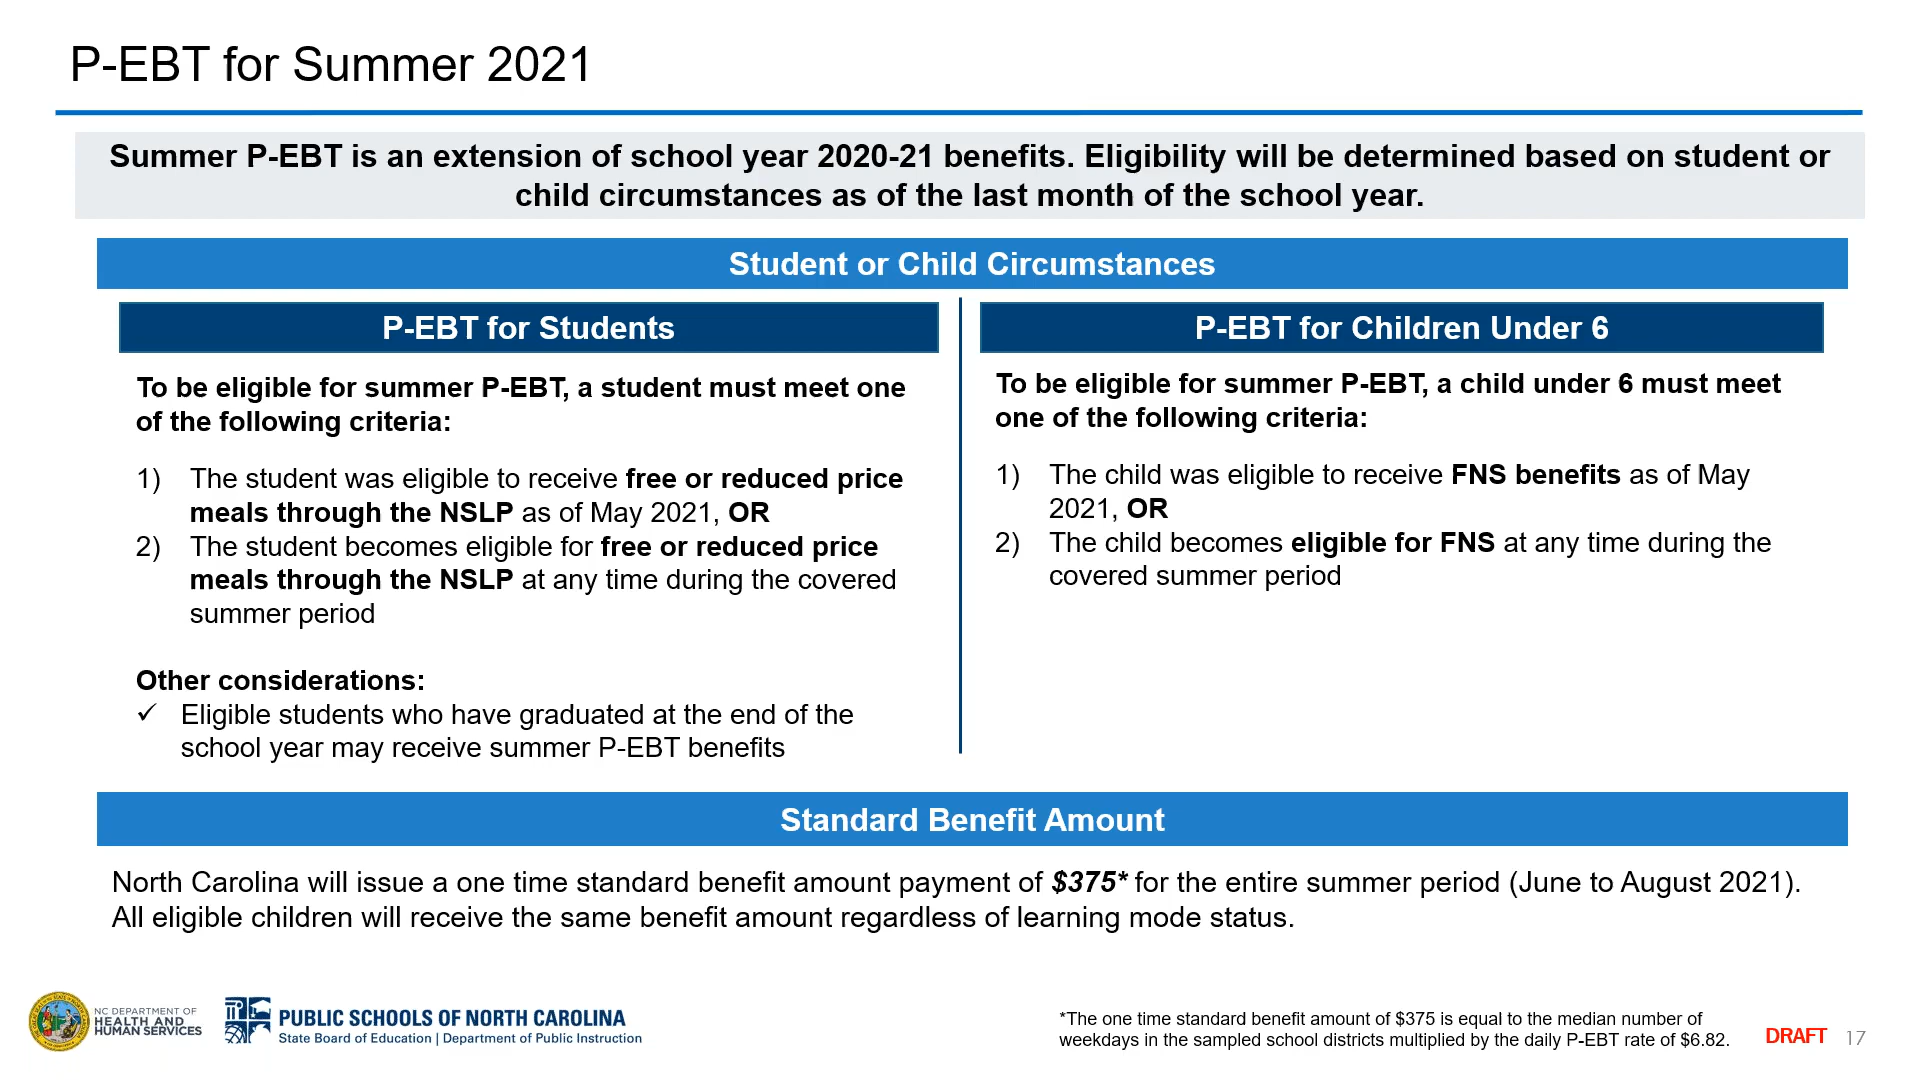 P-EBT for Summer 2021
Summer P-EBT is an extension of school year 2020-21 benefits. Eligibility will be determined based on student or
child circumstances as of the last month of the school year.
Student or Child Circumstances
P-EBT for Students
To be eligible for summer P-EBT, a student must meet one
of the following criteria:
1) The student was eligible to receive free or reduced price
meals through the NSLP as of May 2021, OR
2) The student becomes eligible for free or reduced price
meals through the NSLP at any time during the covered
summer period
Other considerations:
✓ Eligible students who have graduated at the end of the
school year may receive summer P-EBT benefits
P-EBT for Children Under 6
To be eligible for summer P-EBT, a child under 6 must meet
one of the following criteria:
1) The child was eligible to receive FNS benefits as of May
2021, OR
2) The child becomes eligible for FNS at any time during the
covered summer period
Standard Benefit Amount
North Carolina will issue a one time standard benefit amount payment of $375* for the entire summer period (June to August 2021).
All eligible children will receive the same benefit amount regardless of learning mode status.
NC DEPARTMENT OF
HEALTH AND
HUMAN SERVICES
PUBLIC SCHOOLS OF NORTH CAROLINA
State Board of Education | Department of Public Instruction
*The one time standard benefit amount of $375 is equal to the median number of
weekdays in the sampled school districts multiplied by the daily P-EBT rate of $6.82.
DRAFT 17